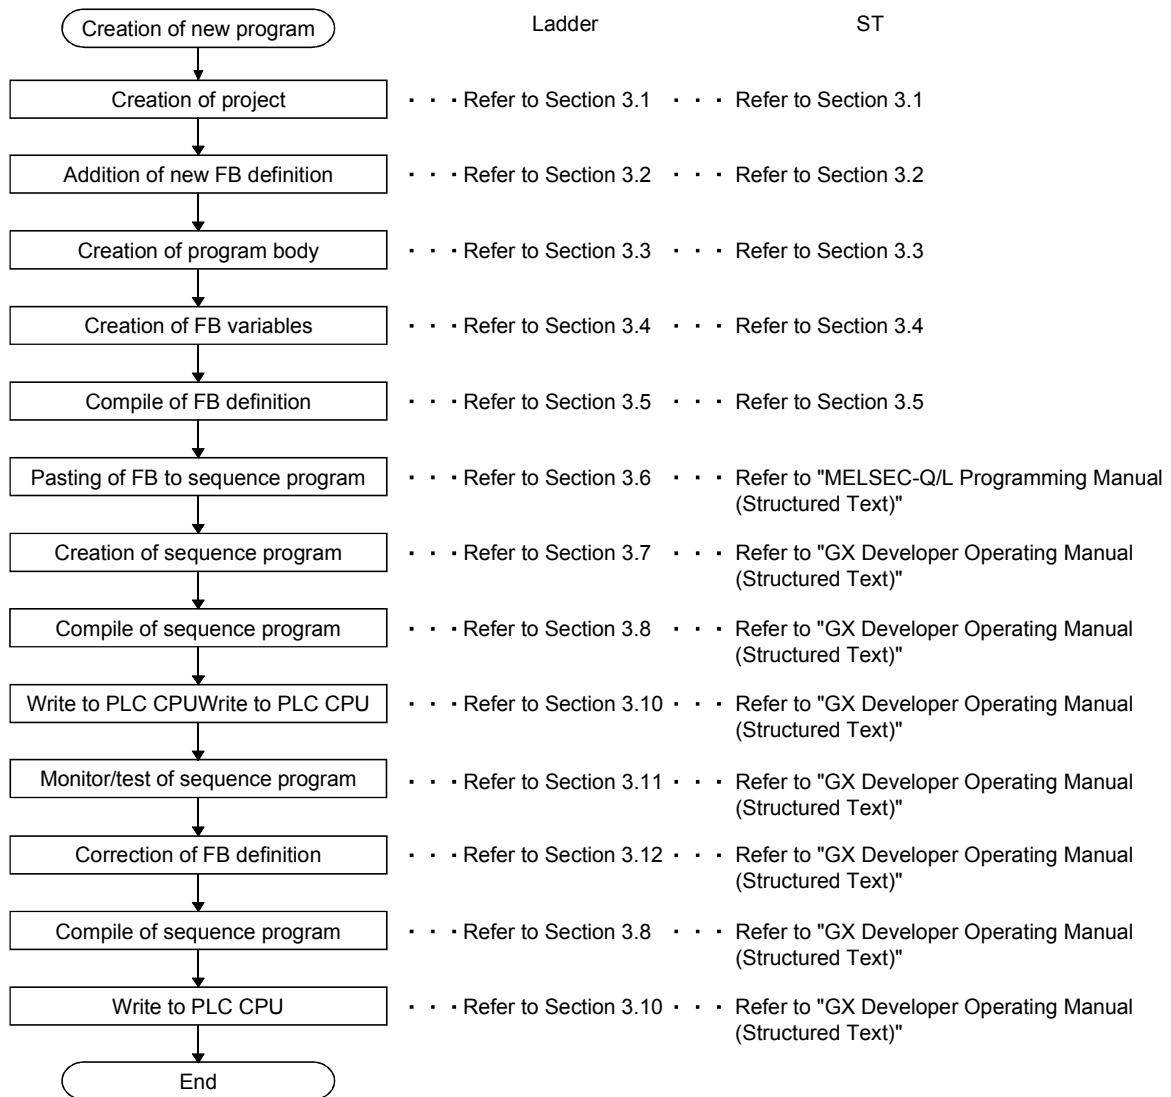 Creation of new program Ladder ST
Creation of project ・ ・ ・ Refer to Section 3.1 ・ ・ ・ Refer to Section 3.1
Addition of new FB definition ・ ・ ・ Refer to Section 3.2 ・ ・ ・ Refer to Section 3.2
Creation of program body ・ ・ ・ Refer to Section 3.3 ・ ・ ・ Refer to Section 3.3
Creation of FB variables ・ ・ ・ Refer to Section 3.4 ・ ・ ・ Refer to Section 3.4
Compile of FB definition ・ ・ ・ Refer to Section 3.5 ・ ・ ・ Refer to Section 3.5
Pasting of FB to sequence program ・ ・ ・ Refer to Section 3.6 ・ ・ ・ Refer to "MELSEC-Q/L Programming Manual
(Structured Text)"
Creation of sequence program ・ ・ ・ Refer to Section 3.7 ・ ・ ・ Refer to "GX Developer Operating Manual
(Structured Text)"
Compile of sequence program ・ ・ ・ Refer to Section 3.8 ・ ・ ・ Refer to "GX Developer Operating Manual
(Structured Text)"
Write to PLC CPUWrite to PLC CPU ・ ・ ・ Refer to Section 3.10 ・ ・ ・ Refer to "GX Developer Operating Manual
(Structured Text)"
Monitor/test of sequence program ・ ・ ・ Refer to Section 3.11 ・ ・ ・ Refer to "GX Developer Operating Manual
(Structured Text)"
Correction of FB definition ・ ・ ・ Refer to Section 3.12 ・ ・ ・ Refer to "GX Developer Operating Manual
(Structured Text)"
Compile of sequence program ・ ・ ・ Refer to Section 3.8 ・ ・ ・ Refer to "GX Developer Operating Manual
(Structured Text)"
Write to PLC CPU ・ ・ ・ Refer to Section 3.10 ・ ・ ・ Refer to "GX Developer Operating Manual
(Structured Text)"
End